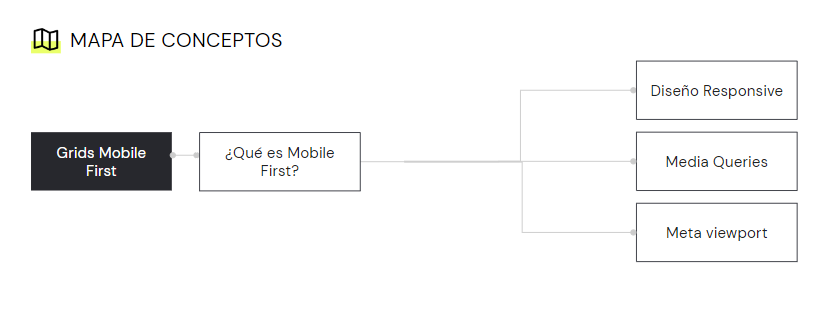 MAPA DE CONCEPTOS
Grids Mobile
First
¿Qué es Mobile
First?
Diseño Responsive
Media Queries
Meta viewport